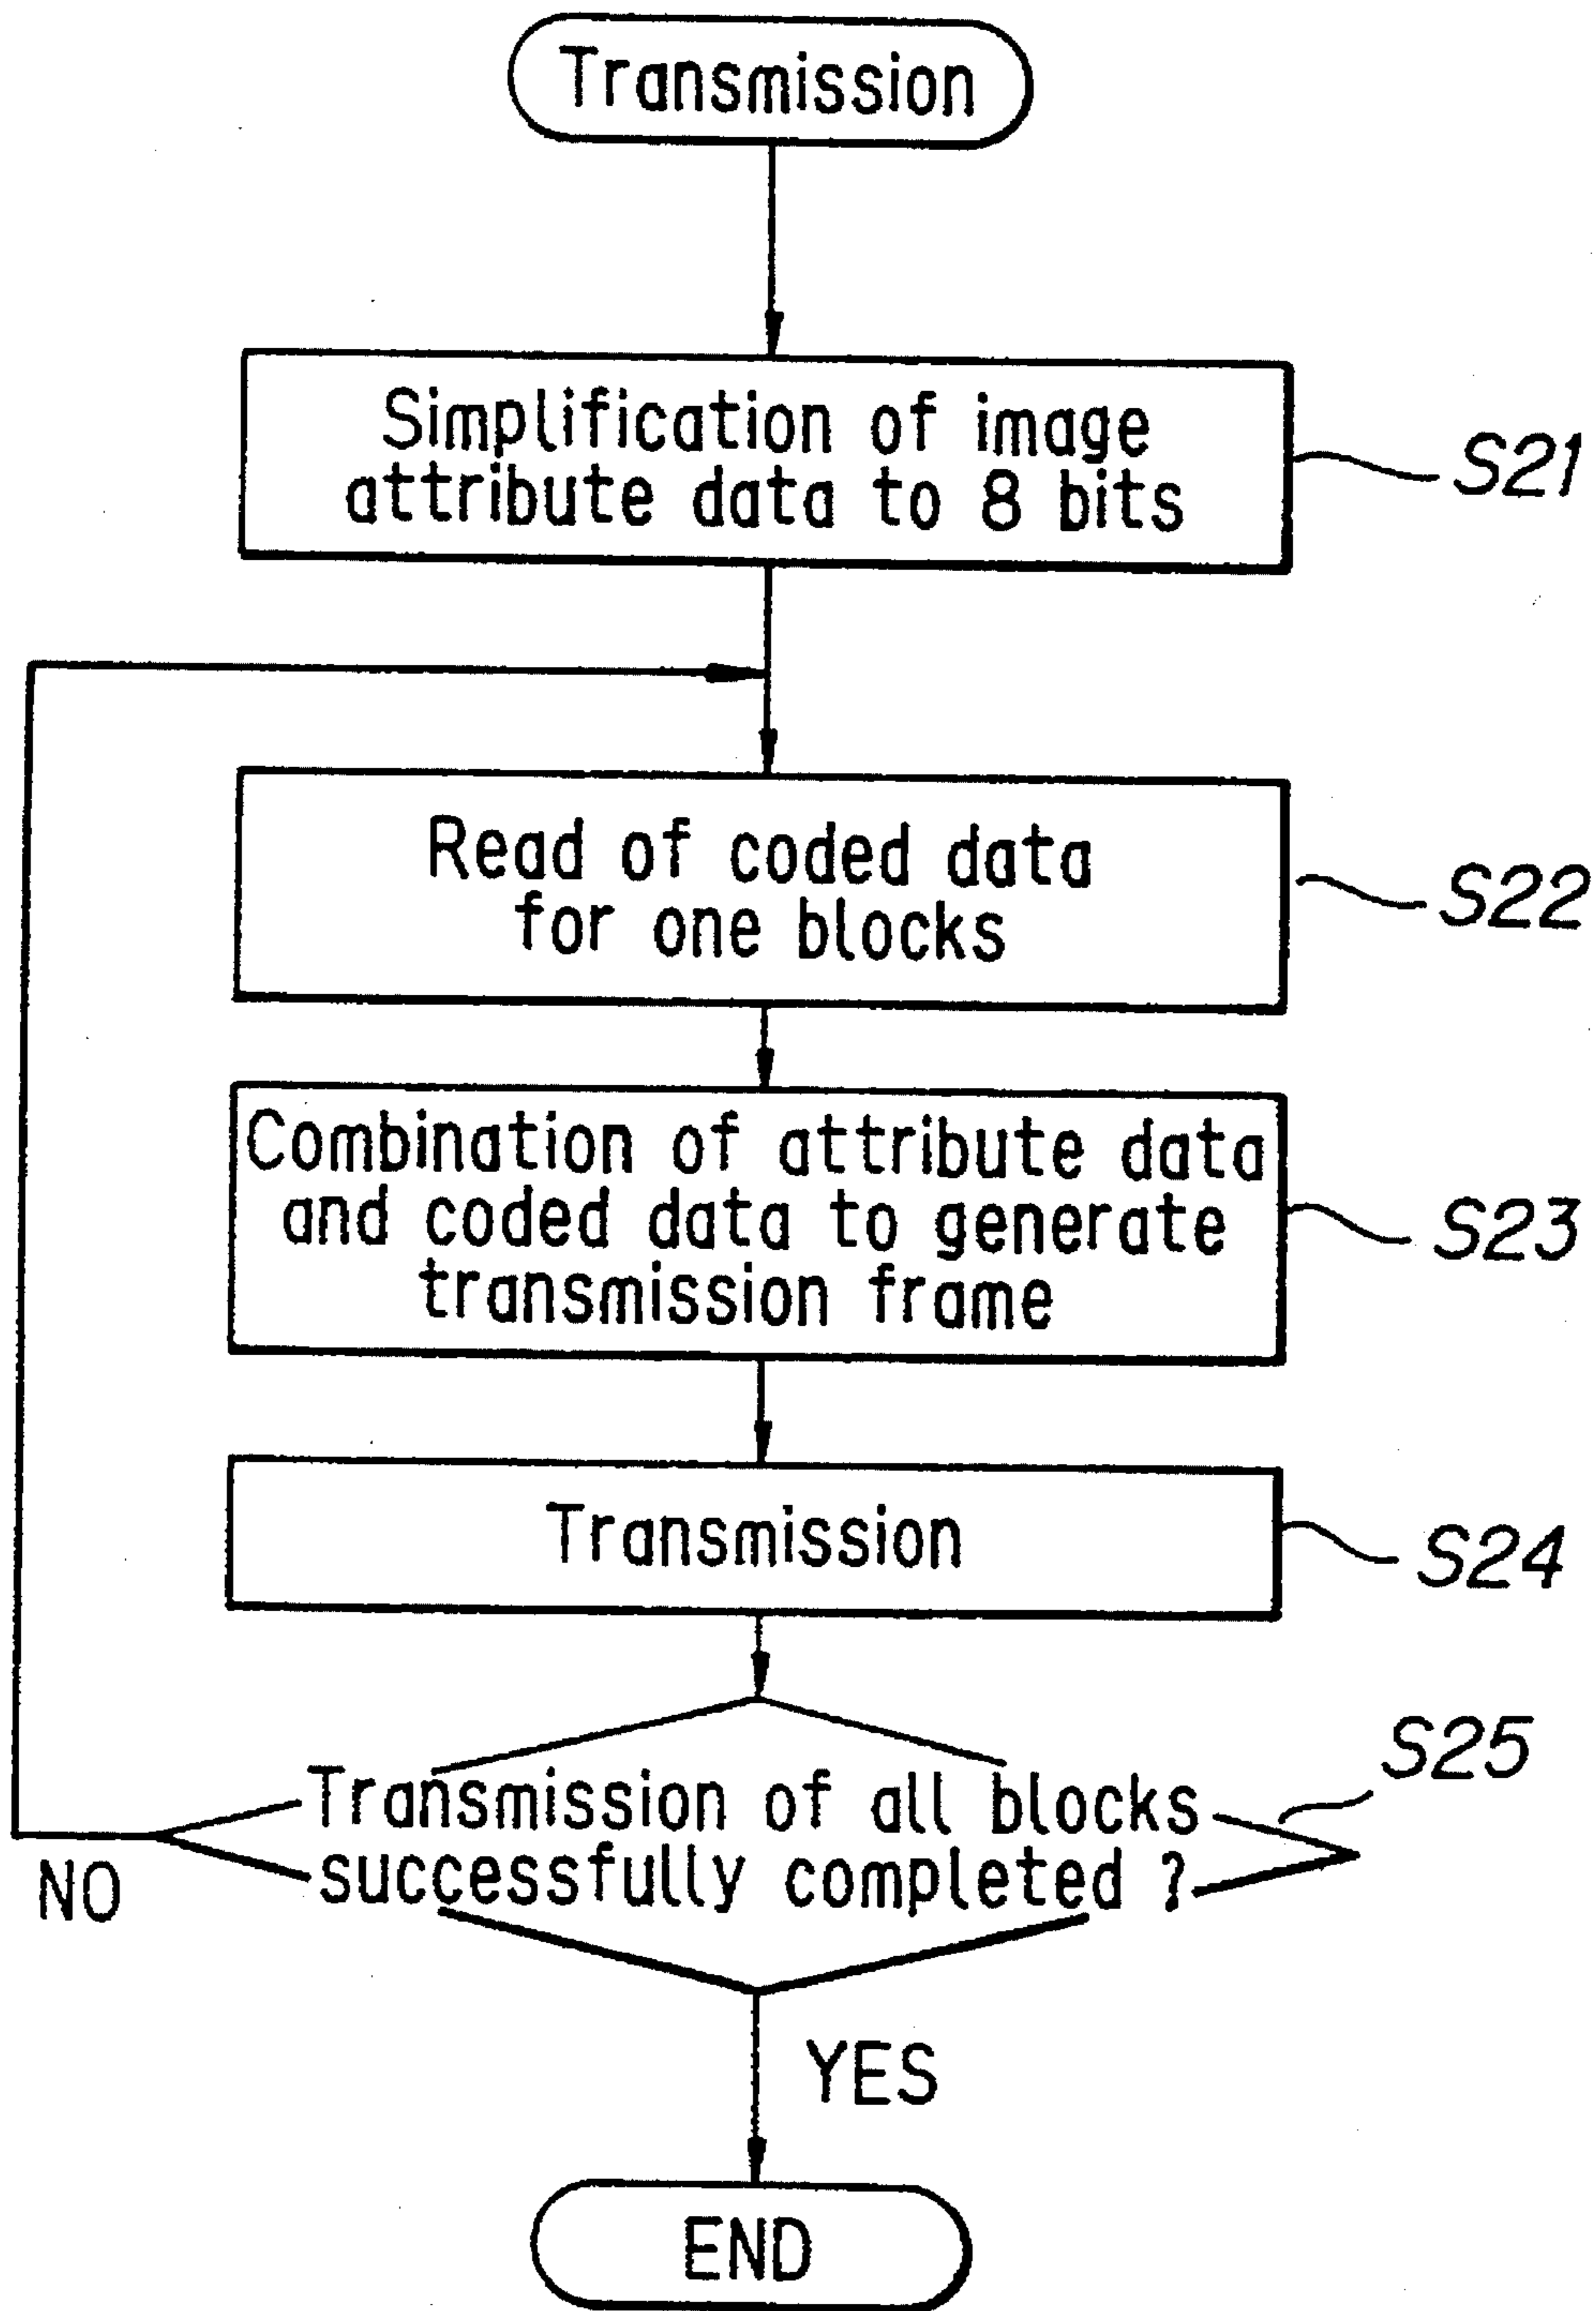 Transmission
Simplification of image
attribute data to 8 bits
S21
Read of coded data
for one blocks
S22
Combination of attribute data
and coded data to generate
transmission frame
S23
Transmission
S24
S25
Transmission of all blocks
successfully completed ?
NO
YES
END